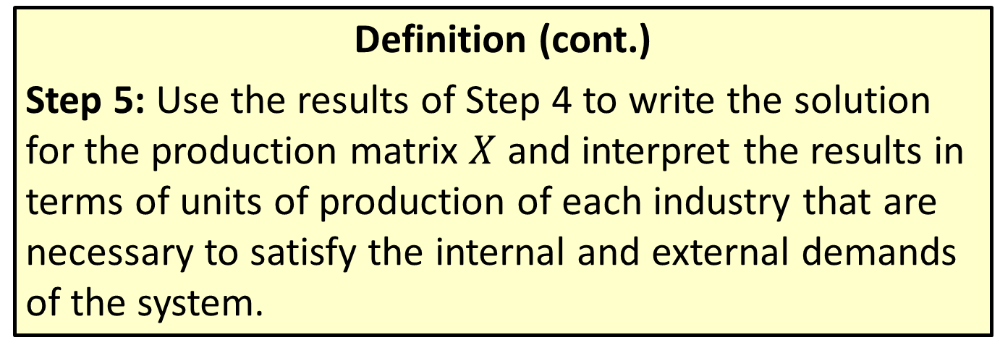 Definition (cont.)
Step 5: Use the results of Step 4 to write the solution
for the production matrix X and interpret the results in
terms of units of production of each industry that are
necessary to satisfy the internal and external demands
of the system.